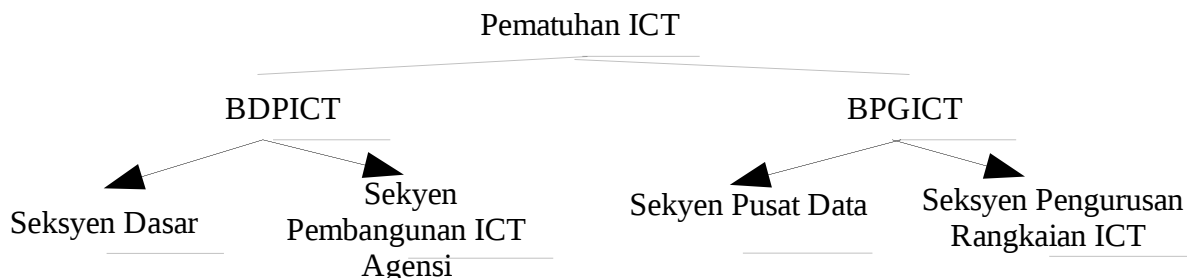 Pematuhan ICT
BDPICT
BPGICT
Seksyen Dasar
Sekyen
Pembangunan ICT
Agensi
Sekyen Pusat Data
Seksyen Pengurusan
Rangkaian ICT